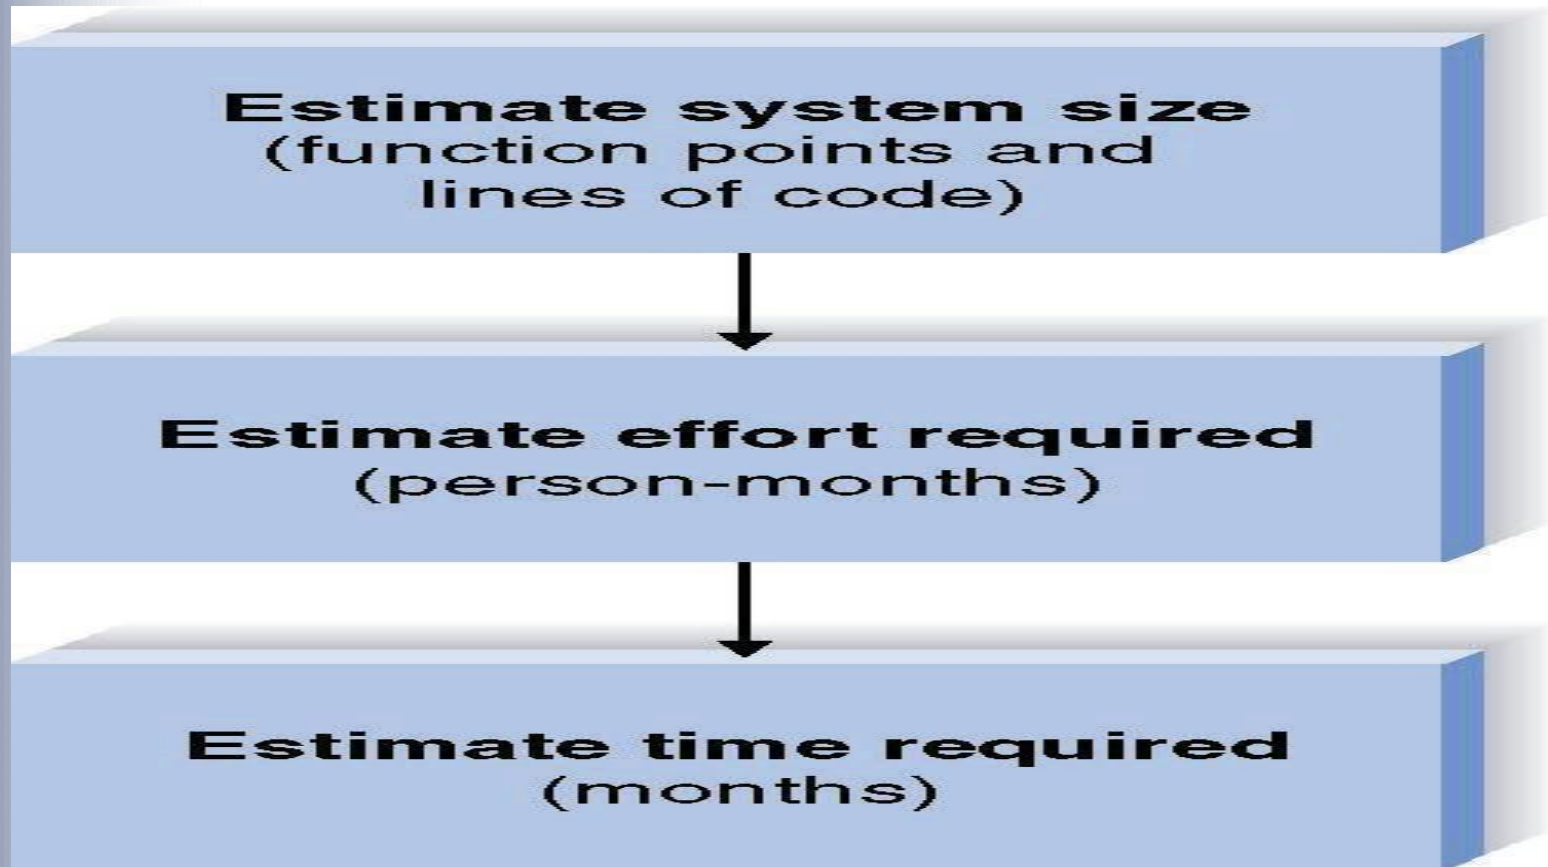 Estimate system size
(function points and
lines of code)
Estimate effort required
(person-months)
Estimate time required
(months)